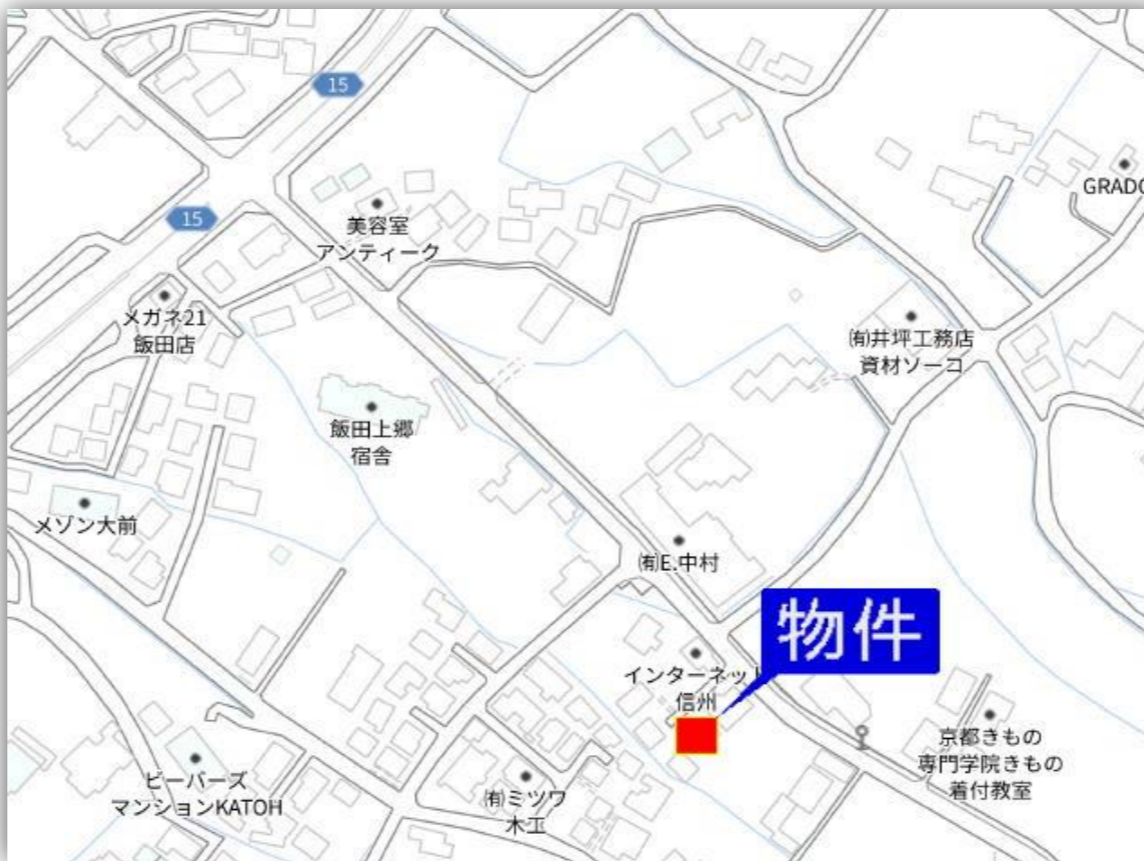 15
15
美容室
アンティーク
GRADO
メガネ21
飯田店
㈲井坪工務店
資材ソーコ
飯田上郷
宿舎
メゾン大前
㈲E.中村
物件
インターネット
信州
京都きもの
専門学院きもの
着付教室
ビーバーズ
マンションKATOH
㈲ミツワ
木工